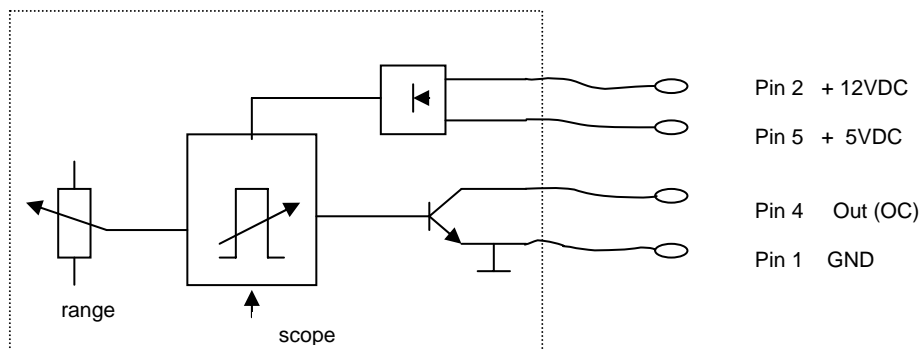 Pin 2 + 12VDC
Pin 5 + 5VDC
Pin 4 Out (OC)
Pin 1 GND
range
scope